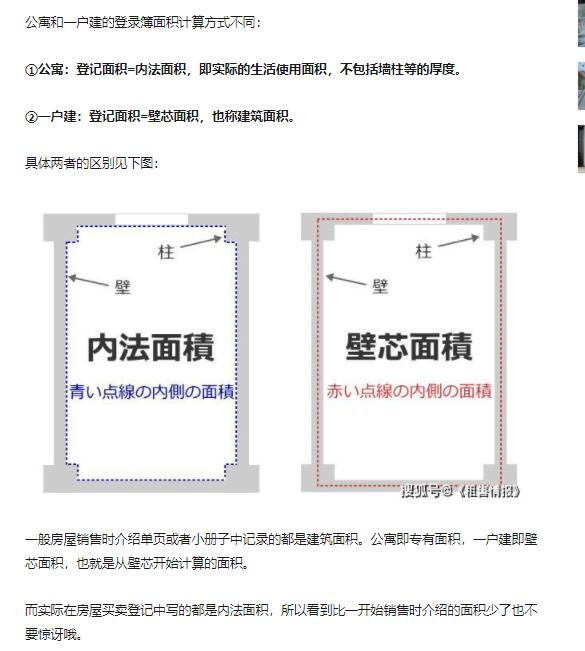 公寓和一户建的登录簿面积计算方式不同：
①公寓：登记面积=内法面积，即实际的生活使用面积，不包括墙柱等的厚度。
②一户建：登记面积=壁芯面积，也称建筑面积。
具体两者的区别见下图：
柱
壁
内法面積
青い点線の内側の面積
柱
壁
壁芯面積
赤い点線の内側の面積
搜狐号@《租售情报》
一般房屋销售时介绍单页或者小册子中记录的都是建筑面积。公寓即专有面积，一户建即壁
芯面积，也就是从壁芯开始计算的面积。
而实际在房屋买卖登记中写的都是内法面积，所以看到比一开始销售时介绍的面积少了也不
要惊讶哦。